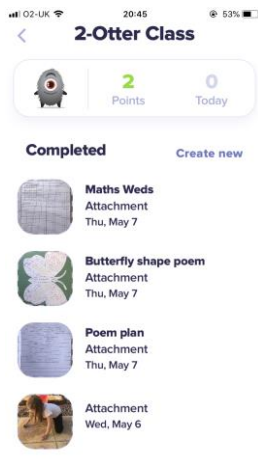 O2-UK 20:45 53%
2-Otter Class
2 0
Points Today
Completed Create new
Maths Weds
Attachment
Thu, May 7
Butterfly shape poem
Attachment
Thu, May 7
Poem plan
Attachment
Thu, May 7
Attachment
Wed, May 6